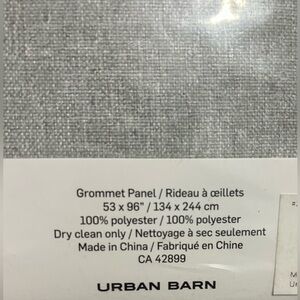 Grommet Panel / Rideau à œillets
53 x 96" / 134 x 244 cm
100% polyester / 100% polyester
Dry clean only / Nettoyage à sec seulement
Made in China / Fabriqué en Chine
CA 42899
URBAN BARN